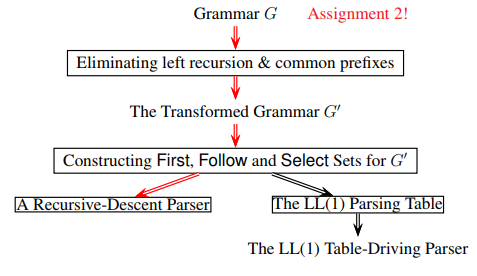 Grammar G Assignment 2!
Eliminating left recursion & common prefixes
The Transformed Grammar G′
Constructing First, Follow and Select Sets for G′
A Recursive-Descent Parser The LL(1) Parsing Table
The LL(1) Table-Driving Parser